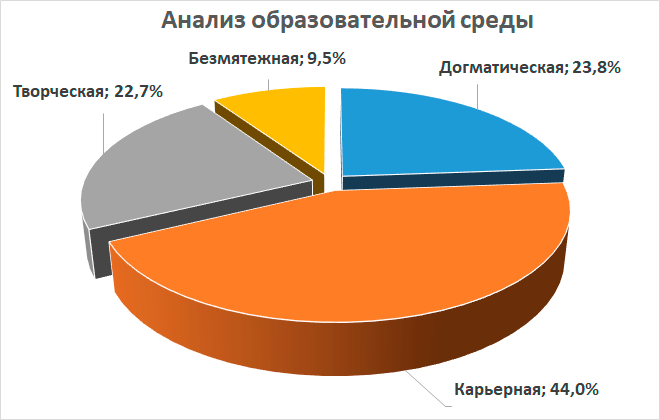 Анализ образовательной среды
Безмятежная; 9,5%
Догматическая; 23,8%
Творческая; 22,7%
Карьерная; 44,0%